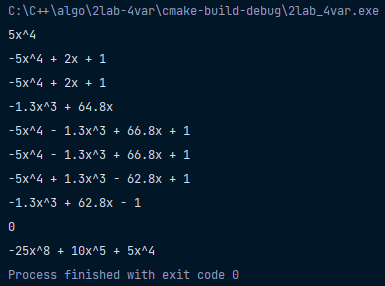 C:\C++\algo\2lab-4var\cmake-build-debug\2lab_4var.exe
5x^4
-5x^4 + 2x + 1
-5x^4 + 2x + 1
-1.3x^3 + 64.8x
-5x^4 - 1.3x^3 + 66.8x + 1
-5x^4 - 1.3x^3 + 66.8x + 1
-5x^4 + 1.3x^3 - 62.8x + 1
-1.3x^3 + 62.8x - 1
0
-25x^8 + 10x^5 + 5x^4
Process finished with exit code 0